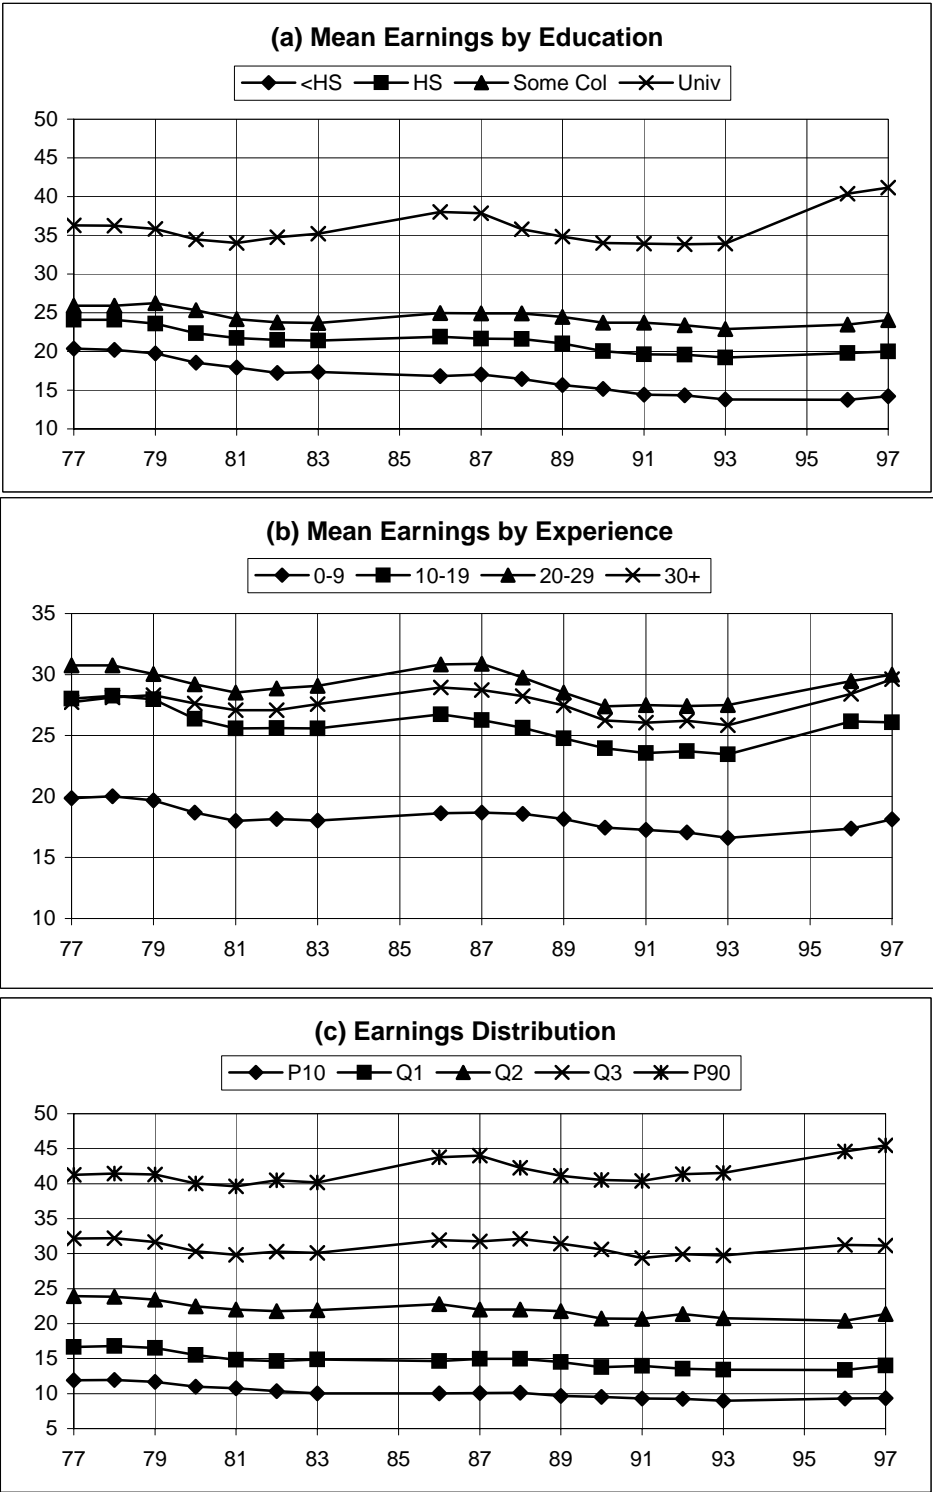 (a) Mean Earnings by Education
<HS HS Some Col Univ
50
45
40
35
30
25
20
15
10
77 79 81 83 85 87 89 91 93 95 97
(b) Mean Earnings by Experience
0-9 10-19 20-29 30+
35
30
25
20
15
10
77 79 81 83 85 87 89 91 93 95 97
(c) Earnings Distribution
P10 Q1 Q2 Q3 P90
50
45
40
35
30
25
20
15
10
5
77 79 81 83 85 87 89 91 93 95 97